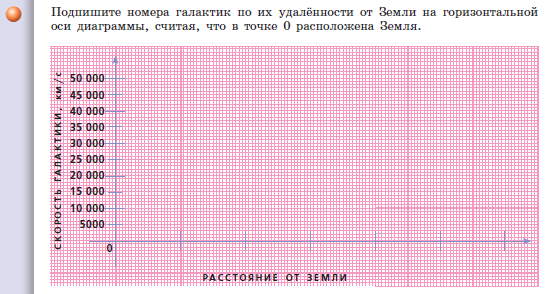 Подпишите номера галактик по их удалённости от Земли на горизонтальной
оси диаграммы, считая, что в точке 0 расположена Земля.
СКОРОСТЬ ГАЛАКТИКИ, км/с
50 000
45 000
40 000
35 000
30 000
25 000
20 000
15 000
10 000
5000
0
РАССТОЯНИЕ ОТ ЗЕМЛИ